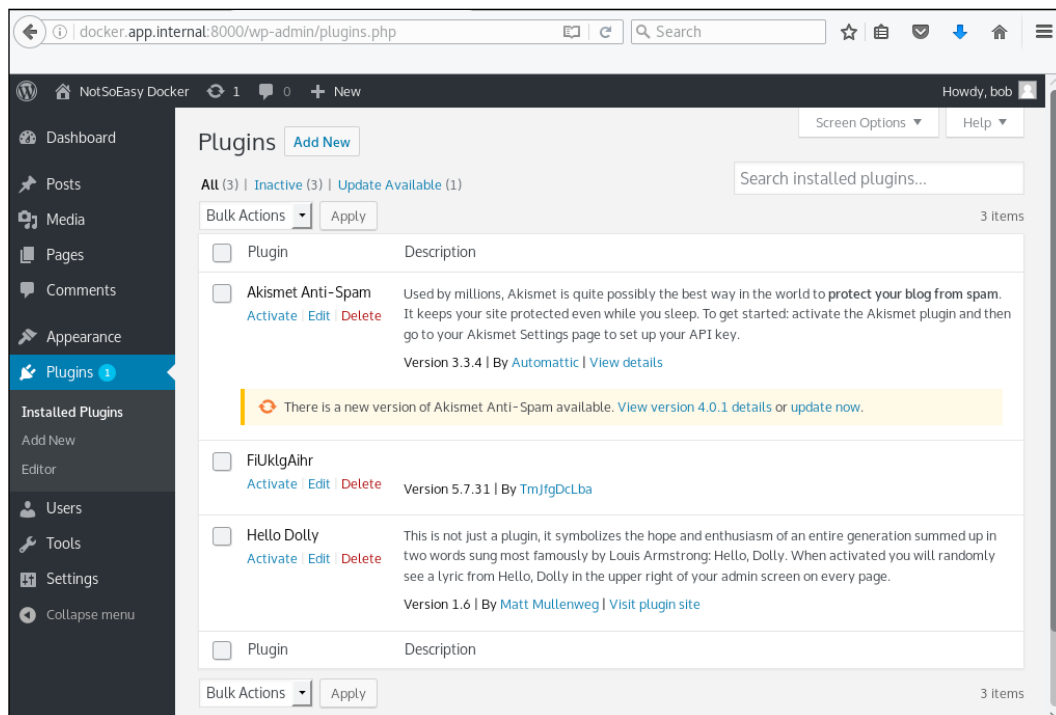 docker.app.internal:8000/wp-admin/plugins.php
Search
NotSoEasy Docker
1
0
New
Howdy, bob
Screen Options
Help
Dashboard
Posts
Media
Pages
Comments
Appearance
Plugins 1
Installed Plugins
Add New
Editor
Users
Tools
Settings
Collapse menu
Plugins Add New
All (3) | Inactive (3) | Update Available (1)
Search installed plugins...
Bulk Actions
Apply
3 items
Plugin Description
Akismet Anti-Spam
Activate | Edit | Delete
Used by millions, Akismet is quite possibly the best way in the world to protect your blog from spam.
It keeps your site protected even while you sleep. To get started: activate the Akismet plugin and then
go to your Akismet Settings page to set up your API key.
Version 3.3.4 | By Automattic | View details
There is a new version of Akismet Anti-Spam available. View version 4.0.1 details or update now.
FiUklgAihr
Activate | Edit | Delete
Version 5.7.31 | By TmJfgDcLba
Hello Dolly
Activate | Edit | Delete
This is not just a plugin, it symbolizes the hope and enthusiasm of an entire generation summed up in
two words sung most famously by Louis Armstrong: Hello, Dolly. When activated you will randomly
see a lyric from Hello, Dolly in the upper right of your admin screen on every page.
Version 1.6 | By Matt Mullenweg | Visit plugin site
Plugin Description
Bulk Actions
Apply
3 items